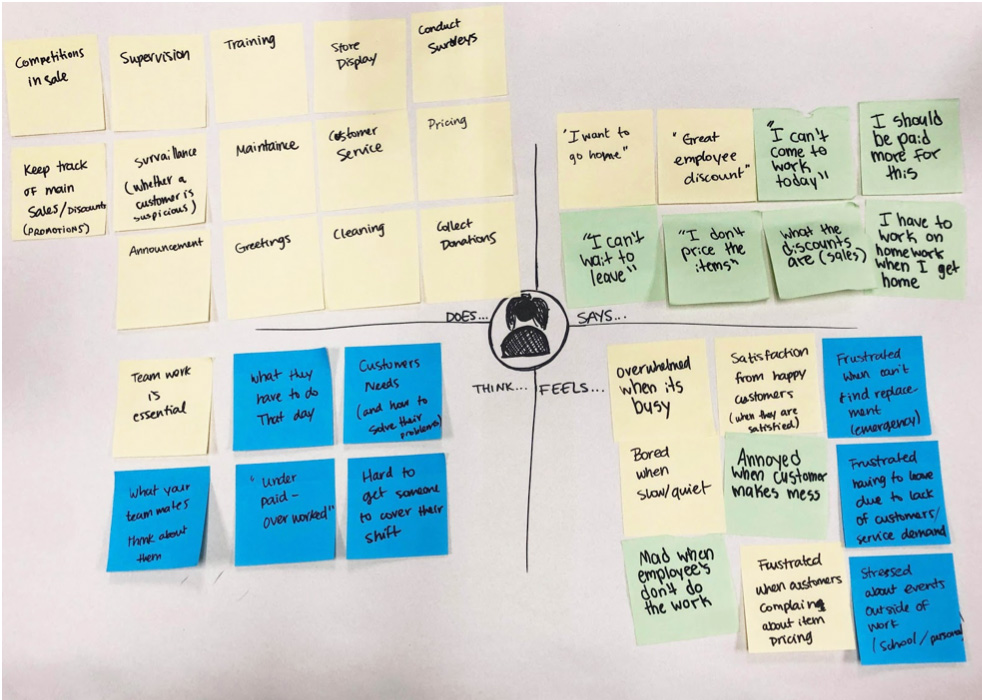 Competitions
in sale
Supervision
Training
Store
Display
Conduct
Surveys
Keep track
of main
Sales/Discounts
(PROMOTIONS)
Survaillance
(whether a
customer is
suspicious)
Maintaince
Customer
Service
Pricing
Announcement
Greetings
Cleaning
Collect
Donations
"I want to
go home"
"Great
employee
discount"
"I can't
come to
work
today"
I should
be paid
more for
this
"I can't
wait to
leave"
"I don't
price the
items"
what the
discounts
are (sales)
I have to
work on
homework
when I get
home
DOES...
SAYS...
THINK...
FEELS...
Team work
is
essential
What they
have to do
That day
Customers
Needs
(and how to
solve their
problems)
What your
team mates
think about
them
"under
paid -
over worked"
Hard to
get someone
to cover their
shift
overwhelmed
when its
busy
Satisfaction
from happy
customers
(when they are
satisfied)
Frustrated
when can't
find replace-
ment
(emergency)
Bored
when
slow/quiet
Annoyed
when customer
makes mess
Frustrated
having to leave
due to lack
of customers/
service demand
Mad when
employee's
don't do
the work
Frustrated
when customers
complaing
about item
pricing
Stressed
about events
outside of
work
(school/personal)